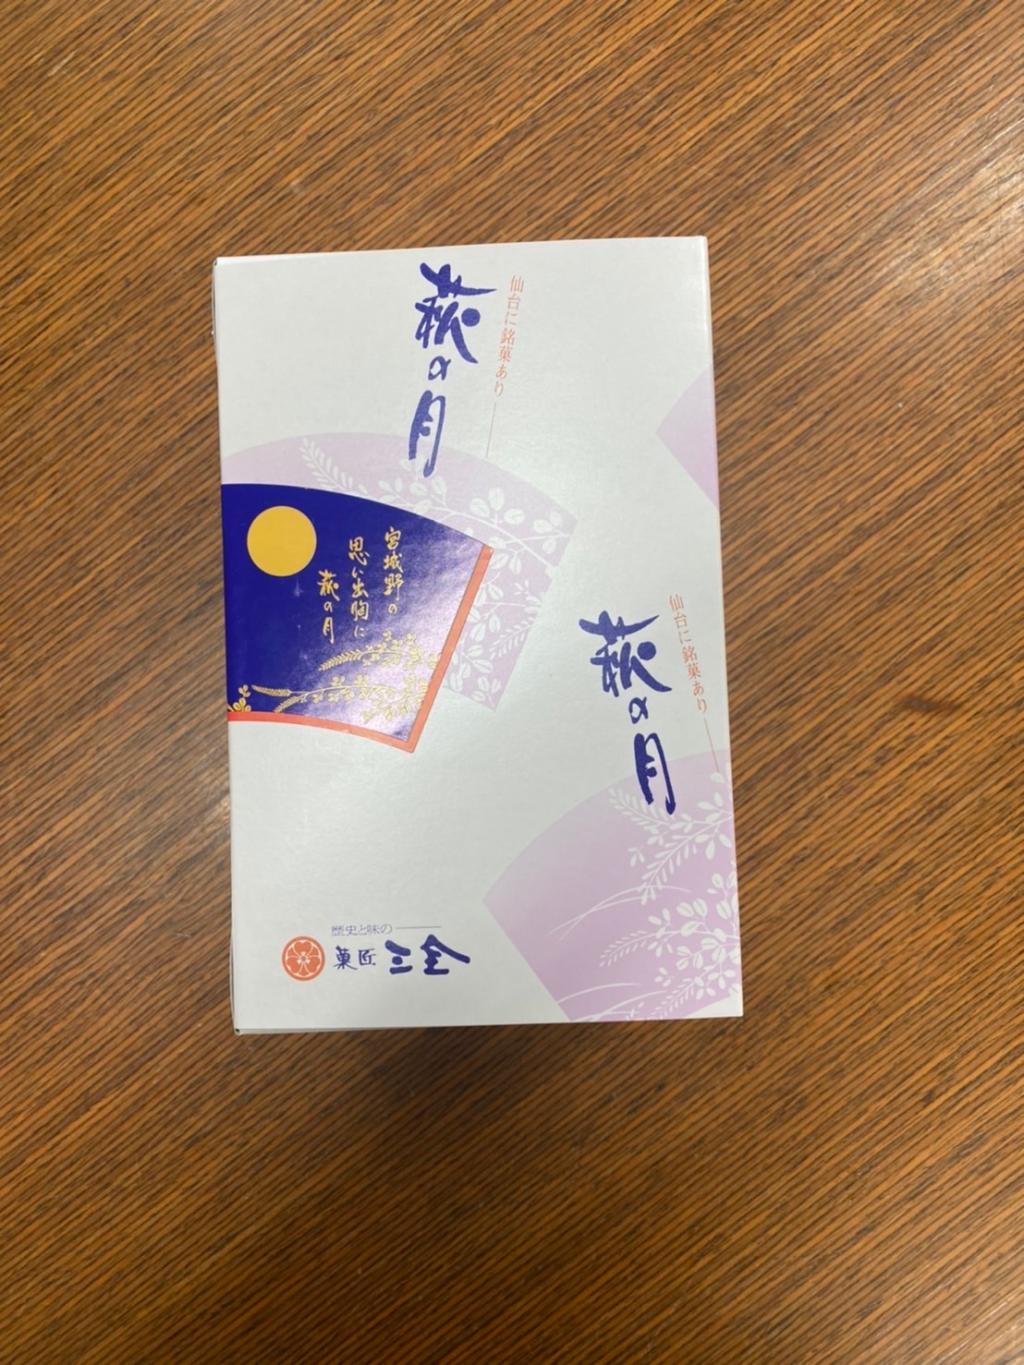 仙台に銘菓あり
萩の月
宮城野の
思い出胸に
萩の月
仙台に銘菓あり
萩の月
歴史と味の
菓匠三全